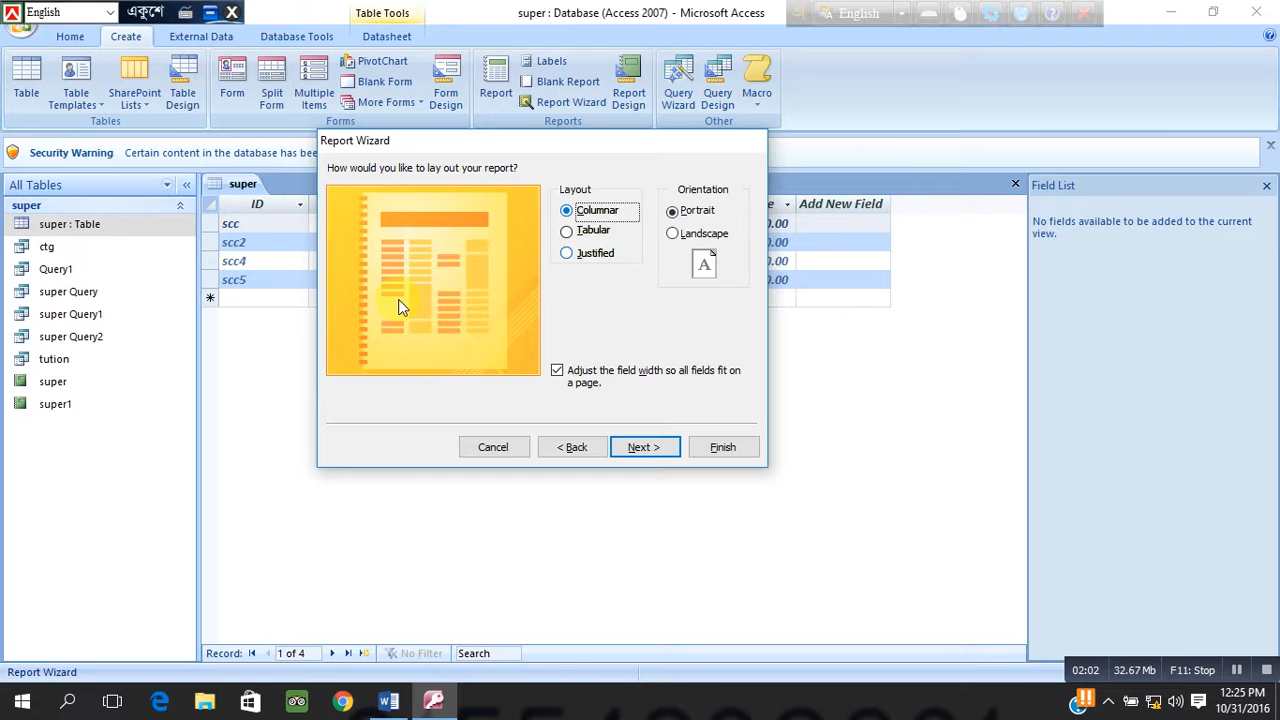 English
একুশে
Table Tools
super : Database (Access 2007) - Microsoft Access
English
Home
Create
External Data
Database Tools
Datasheet
Table
Table Templates
SharePoint Lists
Table Design
Tables
Form
Split Form
Multiple Items
PivotChart
Blank Form
More Forms
Form Design
Forms
Report
Labels
Blank Report
Report Wizard
Report Design
Reports
Query Wizard
Query Design
Macro
Other
Security Warning Certain content in the database has bee
All Tables
super
super : Table
ctg
Query1
super Query
super Query1
super Query2
tution
super
super1
super
ID
Add New Field
scc
scc2
scc4
scc5
.00
0.00
0.00
0.00
Report Wizard
How would you like to lay out your report?
Layout
Columnar
Tabular
Justified
Orientation
Portrait
Landscape
A
Adjust the field width so all fields fit on
a page.
Cancel
< Back
Next >
Finish
Field List
No fields available to be added to the current
view.
Record: 1 of 4 No Filter Search
Report Wizard
02:02 32.67 Mb F11: Stop
12:25 PM
10/31/2016